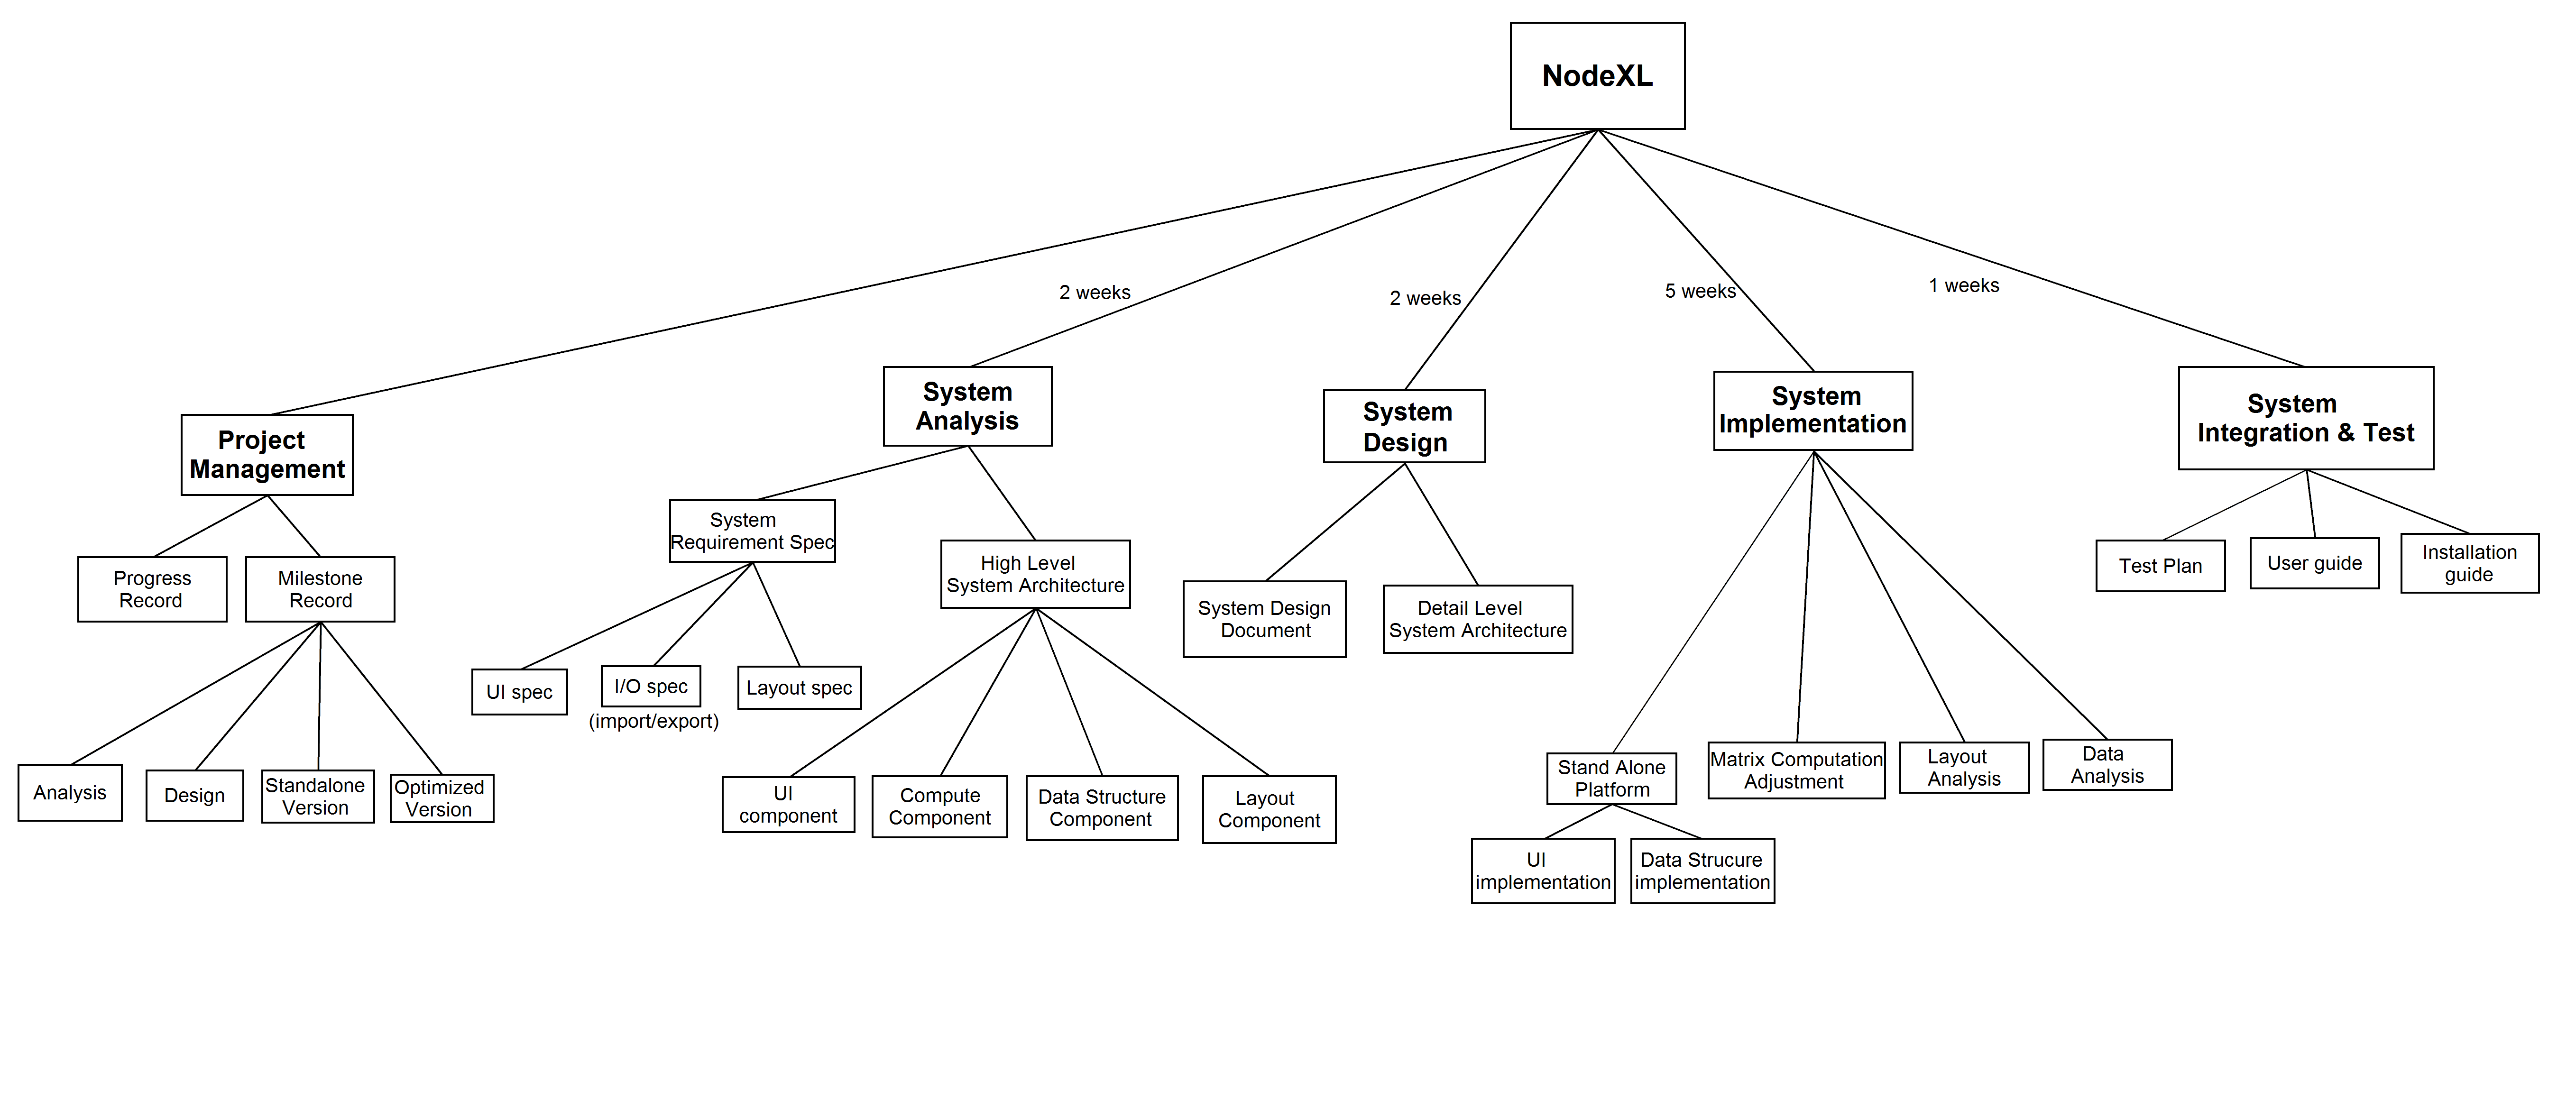 NodeXL
2 weeks
2 weeks
5 weeks
1 weeks
Project
Management
System
Analysis
System
Design
System
Implementation
System
Integration & Test
Progress
Record
Milestone
Record
System
Requirement Spec
High Level
System Architecture
System Design
Document
Detail Level
System Architecture
Test Plan
User guide
Installation
guide
UI spec
I/O spec
(import/export)
Layout spec
Analysis
Design
Standalone
Version
Optimized
Version
UI
component
Compute
Component
Data Structure
Component
Layout
Component
Stand Alone
Platform
Matrix Computation
Adjustment
Layout
Analysis
Data
Analysis
UI
implementation
Data Strucure
implementation